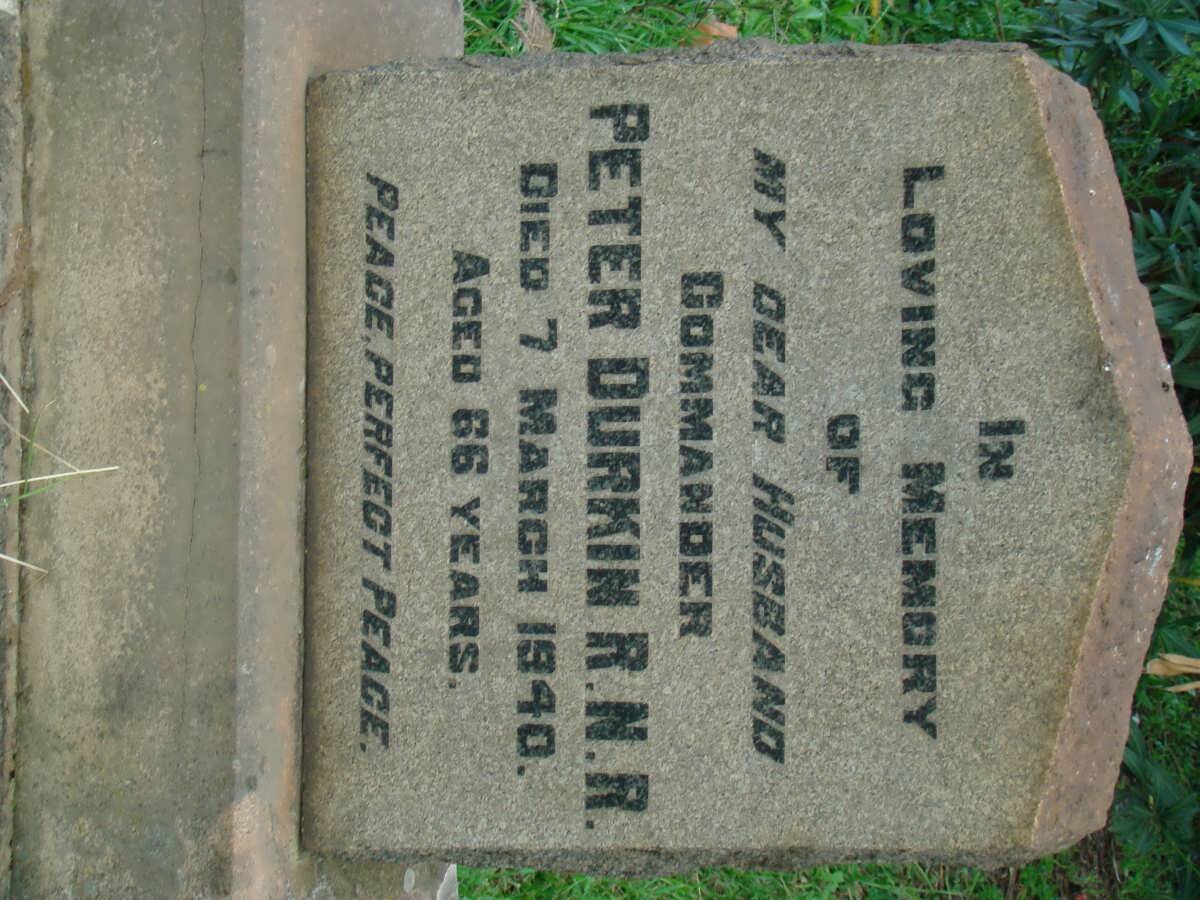 IN
LOVING MEMORY
OF
MY DEAR HUSBAND
COMMANDER
PETER DURKIN R.N.R.
DIED 7 MARCH 1940.
AGED 66 YEARS.
PEACE, PERFECT PEACE.